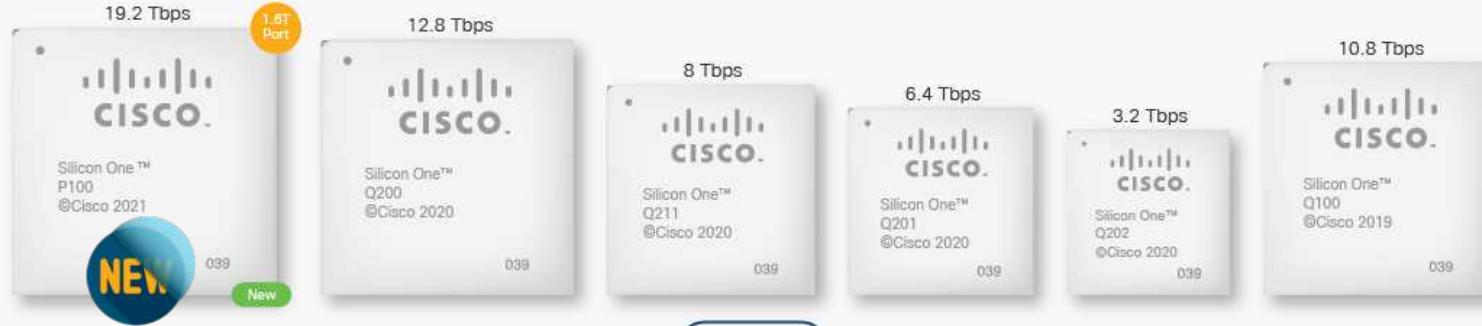 19.2 Tbps
1.6T
Port
CISCO.
Silicon One™
P100
©Cisco 2021
NEW
039
New
12.8 Tbps
CISCO.
Silicon One™
Q200
©Cisco 2020
039
8 Tbps
CISCO.
Silicon One™
Q211
©Cisco 2020
039
6.4 Tbps
CISCO.
Silicon One™
Q201
©Cisco 2020
039
3.2 Tbps
CISCO.
Silicon One™
Q202
©Cisco 2020
039
10.8 Tbps
CISCO.
Silicon One™
Q100
©Cisco 2019
039